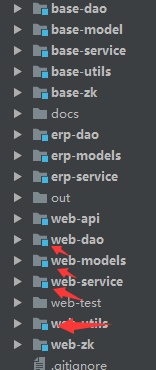 base-dao
base-model
base-service
base-utils
base-zk
docs
erp-dao
erp-models
erp-service
out
web-api
web-dao
web-models
web-service
web-test
web-utils
web-zk
.gitignore